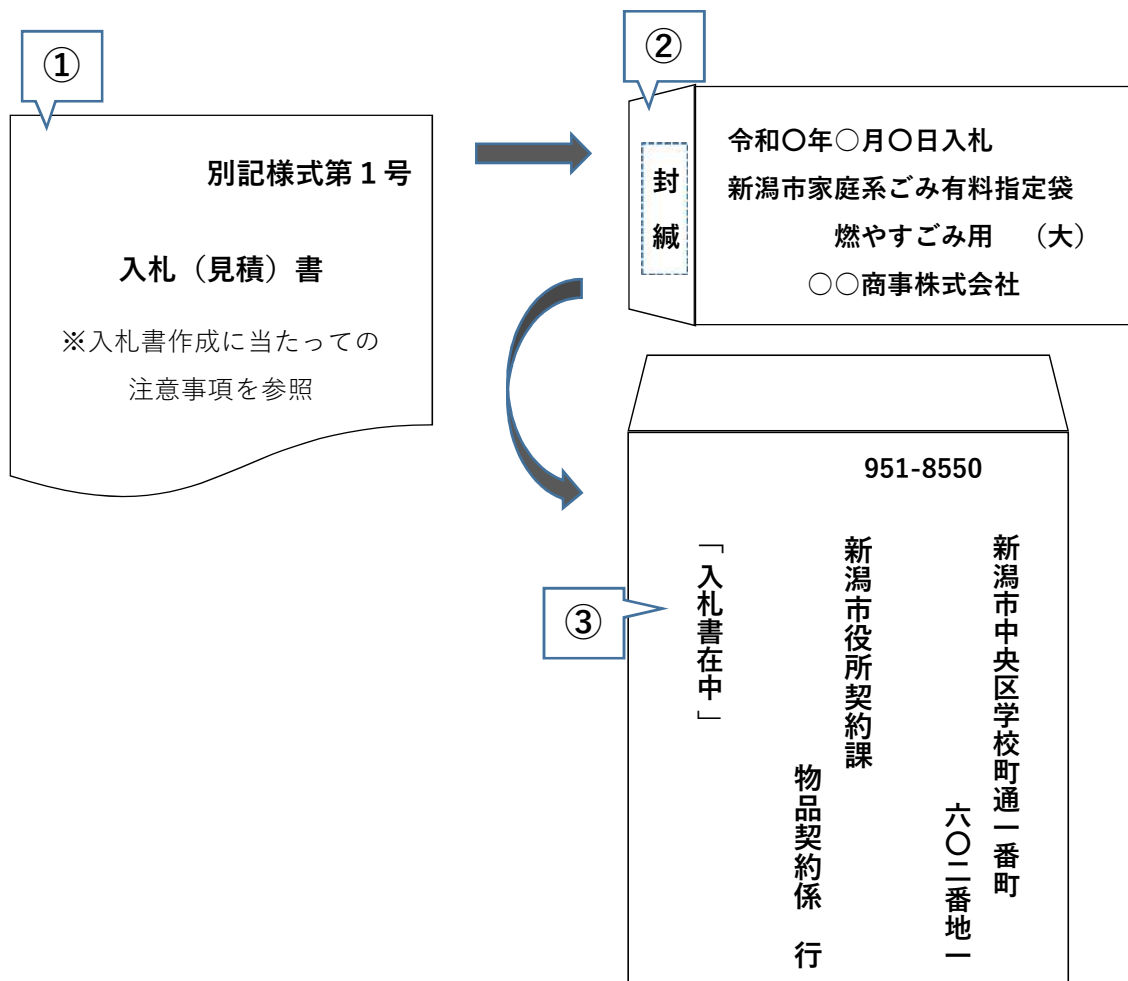 ①
別記様式第１号
入札（見積）書
※入札書作成に当たっての
注意事項を参照
②
封緘
令和〇年○月〇日入札
新潟市家庭系ごみ有料指定袋
燃やすごみ用　（大）
○○商事株式会社
③
951-8550
新潟市中央区学校町通一番町
六〇二番地一
新潟市役所契約課
物品契約係　行
「入札書在中」